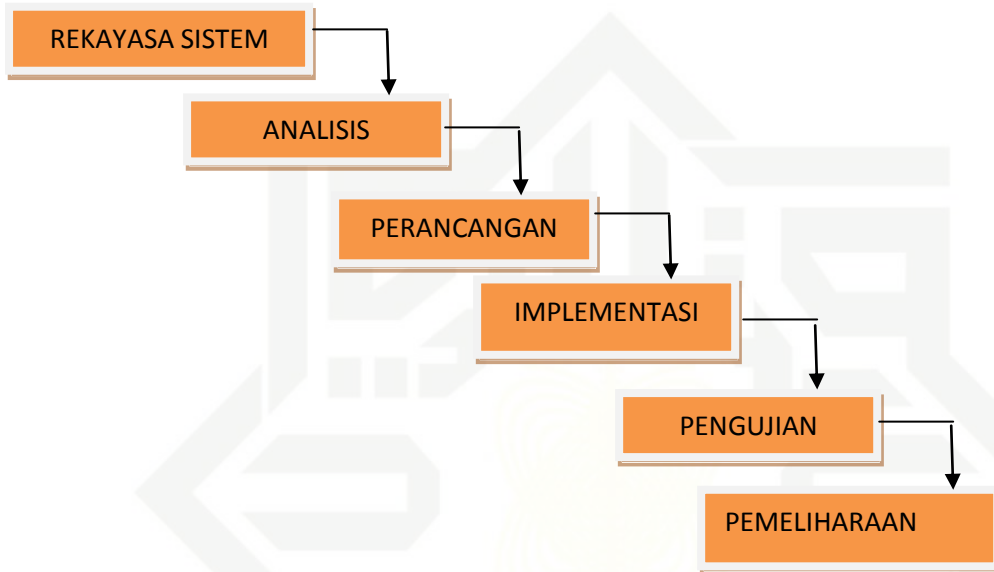 REKAYASA SISTEM
ANALISIS
PERANCANGAN
IMPLEMENTASI
PENGUJIAN
PEMELIHARAAN